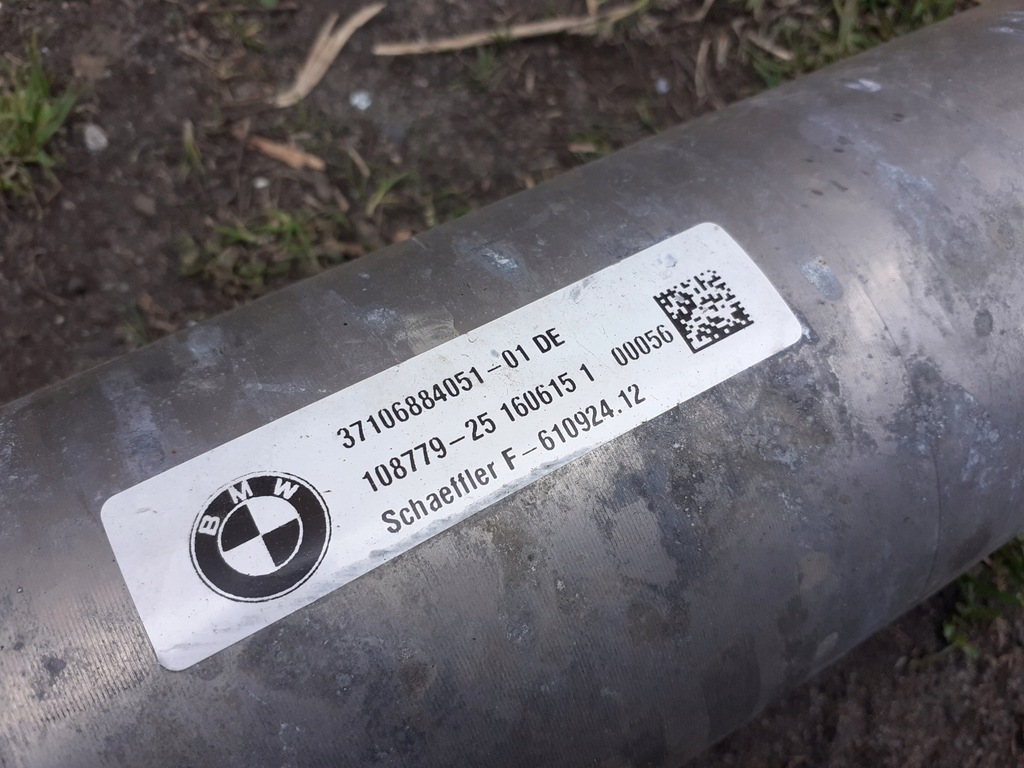 BMW
37106884051-01 DE
108779-25 160615 1 00056
Schaeffler F-610924.12